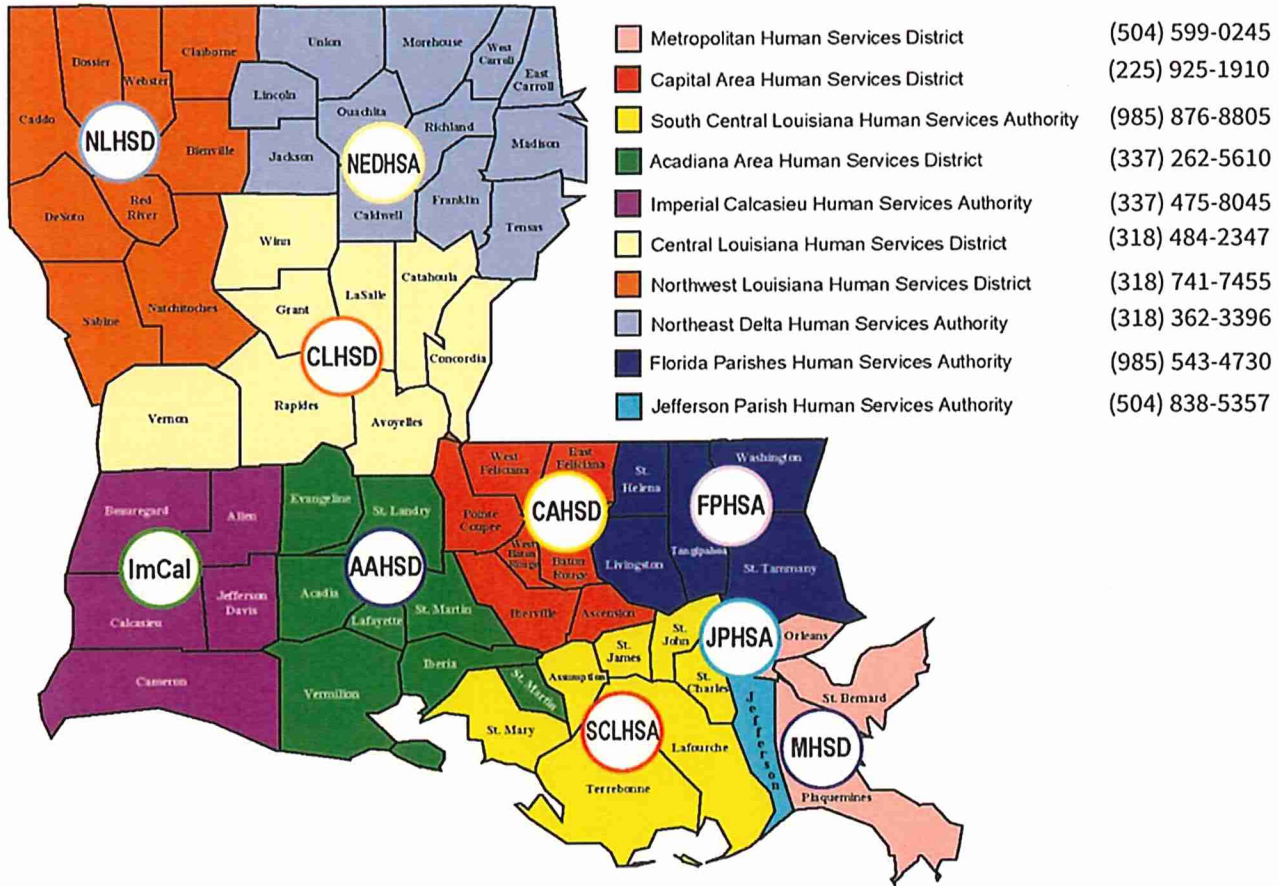 Metropolitan Human Services District (504) 599-0245
Capital Area Human Services District (225) 925-1910
South Central Louisiana Human Services Authority (985) 876-8805
Acadiana Area Human Services District (337) 262-5610
Imperial Calcasieu Human Services Authority (337) 475-8045
Central Louisiana Human Services District (318) 484-2347
Northwest Louisiana Human Services District (318) 741-7455
Northeast Delta Human Services Authority (318) 362-3396
Florida Parishes Human Services Authority (985) 543-4730
Jefferson Parish Human Services Authority (504) 838-5357
Caddo
Dossier
Webster
Claiborne
NLHSD
Bienville
DeSoto
Red
River
Sabine
Natchitoches
Union
Morehouse
West
Carroll
East
Carroll
Lincoln
Ouachita
Richland
Madison
Jackson
NEDHSA
Caldwell
Franklin
Tensas
Winn
Grant
LaSalle
Catahoula
CLHSD
Concordia
Vernon
Rapides
Avoyelles
Beauregard
Allen
ImCal
Calcasieu
Jefferson
Davis
Cameron
Evangeline
St. Landry
AAHSD
Acadia
Lafayette
St. Martin
Iberia
Vermilion
St. Martin
West
Feliciana
East
Feliciana
Pointe
Coupee
CAHSD
West
Baton
Rouge
Baton
Rouge
Iberville
Ascension
St.
Helena
Washington
FPHSA
Tangipahoa
Livingston
St. Tammany
St.
John
St.
James
Assumption
St.
Charles
St. Mary
SCLHSA
Lafourche
Terrebonne
JPHSA
Jefferson
Orleans
St. Bernard
MHSD
Plaquemines